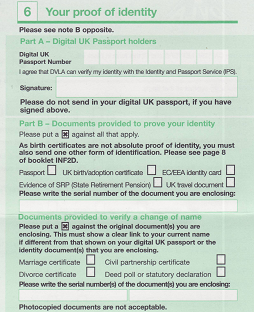 6 Your proof of identity
Please see note B opposite.
Part A – Digital UK Passport holders
Digital UK
Passport Number
I agree that DVLA can verify my identity with the Identity and Passport Service (IPS).
Signature:
Please do not send in your digital UK passport, if you have
signed above.
Part B – Documents provided to prove your identity
Please put a ☒ against all that apply.
As birth certificates are not absolute proof of identity, you must
also send one other form of identification. Please see page 8
of booklet INF2D.
Passport UK birth/adoption certificate EC/EEA identity card
Evidence of SRP (State Retirement Pension) UK travel document
Please write the serial number of the document you are enclosing:
Documents provided to verify a change of name
Please put a ☒ against the original document(s) you are
enclosing. This must show a clear link to your current name
if different from that shown on your digital UK passport or the
identity document(s) that you are enclosing.
Marriage certificate Civil partnership certificate
Divorce certificate Deed poll or statutory declaration
Please write the serial number(s) of the document(s) you are enclosing:
Photocopied documents are not acceptable.